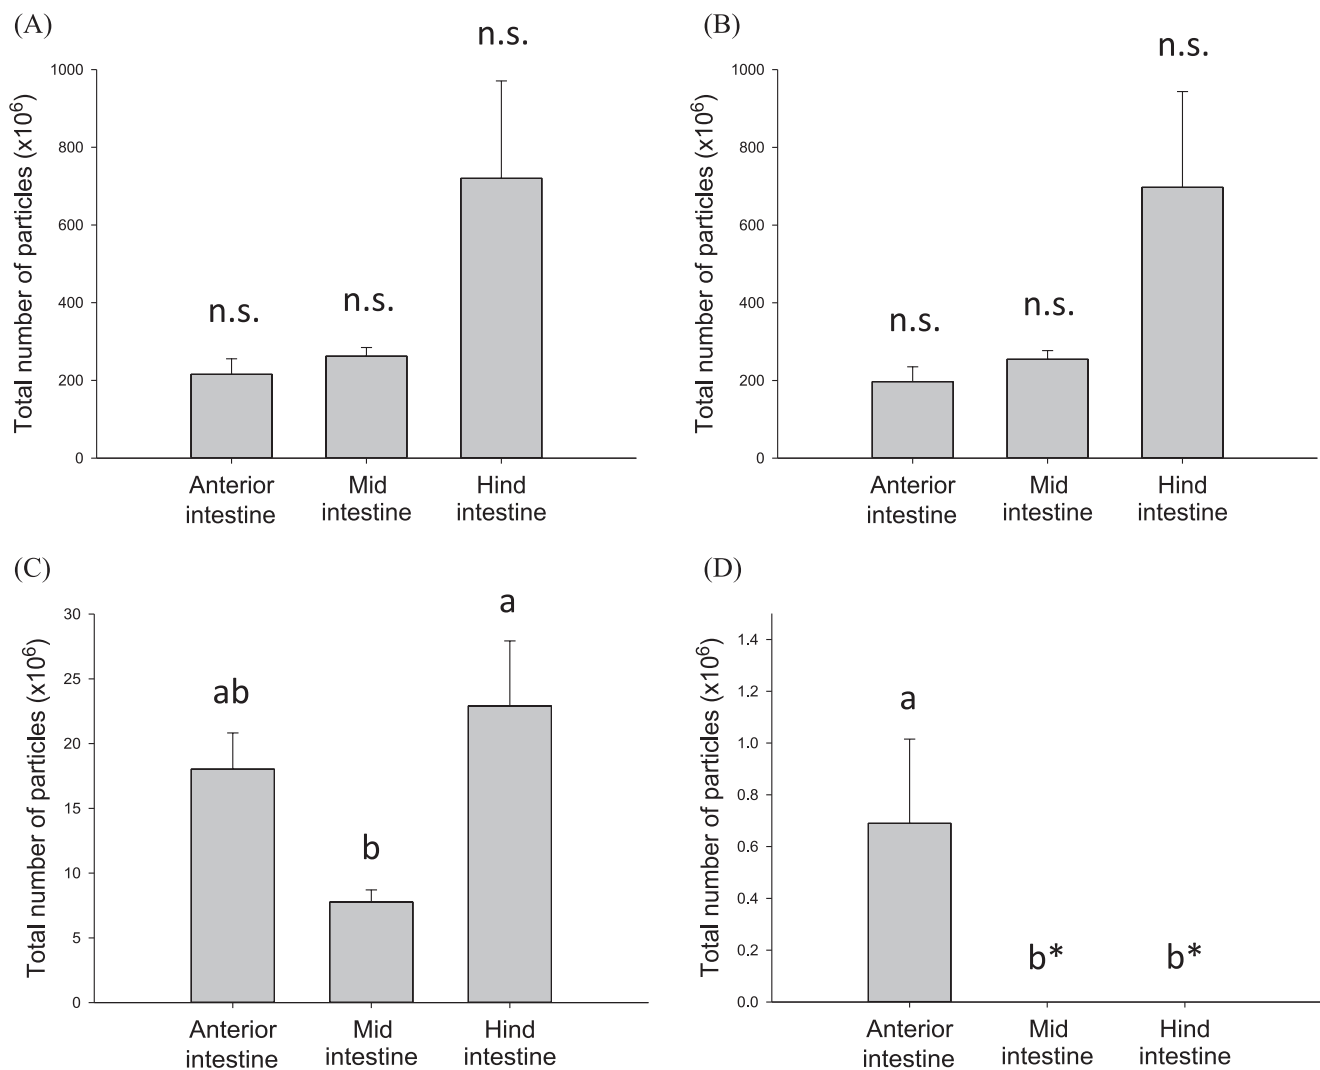 (A)
n.s.
n.s.
n.s.
Total number of particles (x10⁶)
1000
800
600
400
200
0
Anterior intestine
Mid intestine
Hind intestine
(B)
n.s.
n.s.
n.s.
Total number of particles (x10⁶)
1000
800
600
400
200
0
Anterior intestine
Mid intestine
Hind intestine
(C)
a
ab
b
Total number of particles (x10⁶)
30
25
20
15
10
5
0
Anterior intestine
Mid intestine
Hind intestine
(D)
a
b*
b*
Total number of particles (x10⁶)
1.4
1.2
1.0
0.8
0.6
0.4
0.2
0.0
Anterior intestine
Mid intestine
Hind intestine